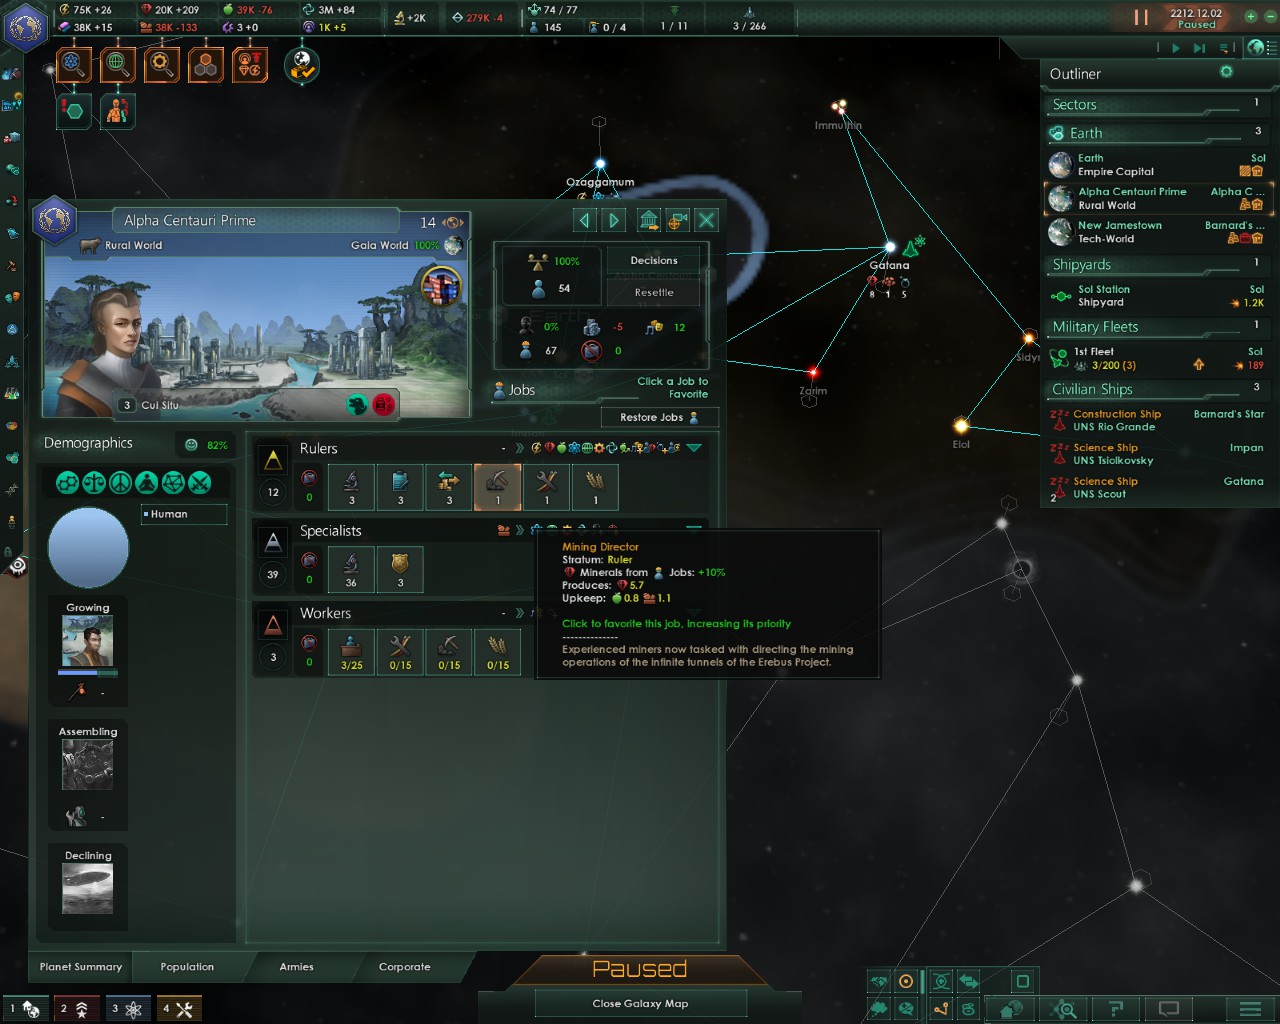 75K +26
20K +209
39K -76
3M +84
+2K
279K -4
74 / 77
38K +15
38K -133
3 +0
1K +5
145
0 / 4
1 / 11
3 / 266
2212.12.02
Paused
Outliner
Sectors
1
Earth
3
Earth
Sol
Empire Capital
Alpha Centauri Prime
Alpha C ...
Rural World
New Jamestown
Barnard's ...
Tech-World
Shipyards
1
Sol Station
Sol
Shipyard
1.2K
Military Fleets
1
1st Fleet
Sol
3/200 (3)
189
Civilian Ships
3
Construction Ship
Barnard's Star
UNS Rio Grande
Science Ship
Impan
UNS Tsiolkovsky
Science Ship
Gatana
2
UNS Scout
Ozaggamum
Gatana
8
1
5
Zarim
Elol
Alpha Centauri Prime
14
Rural World
Gaia World 100%
3
Cui Situ
100%
54
Decisions
Resettle
0%
-5
12
67
0
Jobs
Click a Job to
Favorite
Restore Jobs
Demographics
82%
Human
Growing
-
Assembling
-
Declining
Rulers
-
12
0
3
3
3
1
1
1
Specialists
39
0
36
3
Workers
-
3
0
3/25
0/15
0/15
0/15
Mining Director
Stratum: Ruler
Minerals from Jobs: +10%
Produces: 5.7
Upkeep: 0.8 1.1
Click to favorite this job, increasing its priority
--------------
Experienced miners now tasked with directing the mining
operations of the infinite tunnels of the Erebus Project.
Planet Summary
Population
Armies
Corporate
Paused
Close Galaxy Map
1
2
3
4